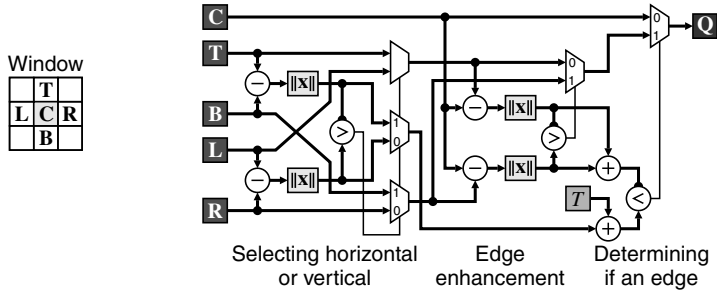 Window
T
L C R
B
C
T
B
L
R
−
||x||
−
||x||
>
1
0
1
0
−
||x||
−
||x||
>
0
1
+
T
+
<
0
1
Q
Selecting horizontal
or vertical
Edge
enhancement
Determining
if an edge